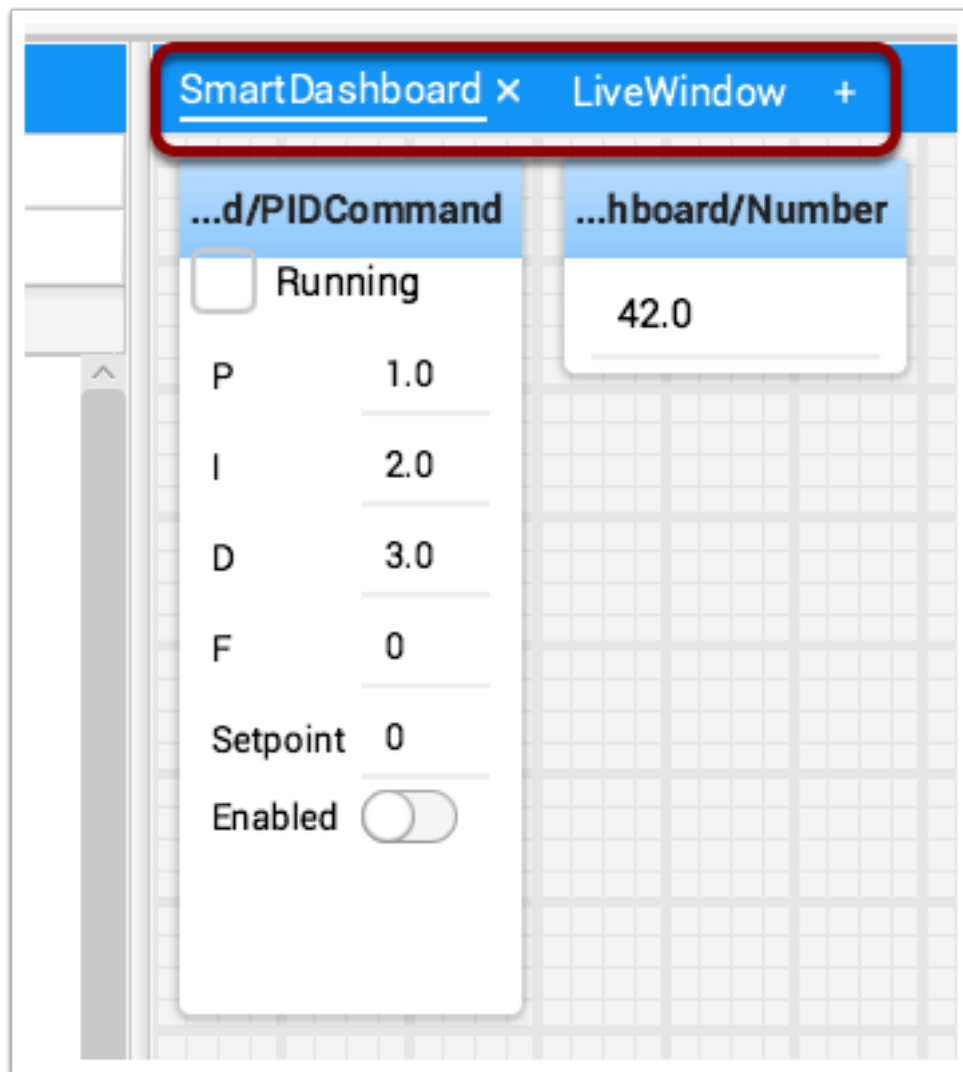 SmartDashboard × LiveWindow +
...d/PIDCommand
Running
P 1.0
I 2.0
D 3.0
F 0
Setpoint 0
Enabled
...hboard/Number
42.0